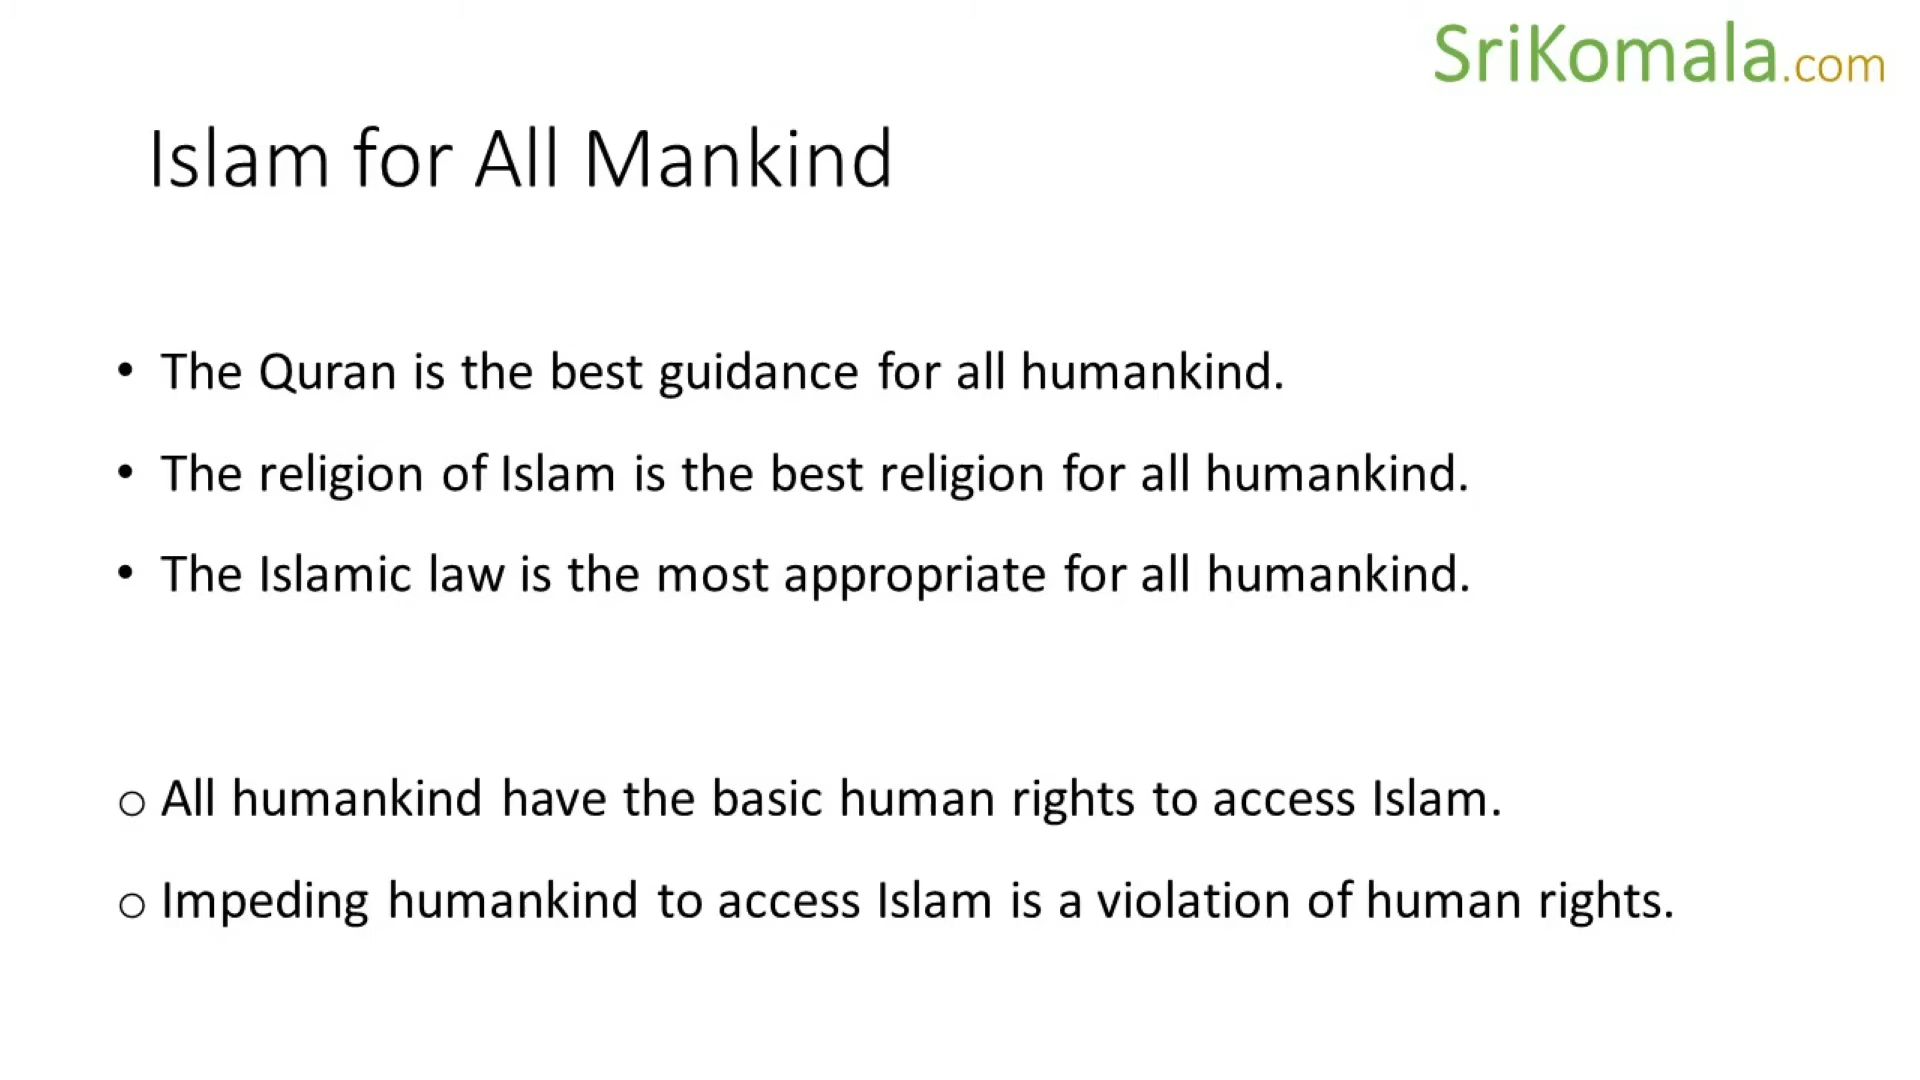 SriKomala.com
Islam for All Mankind
• The Quran is the best guidance for all humankind.
• The religion of Islam is the best religion for all humankind.
• The Islamic law is the most appropriate for all humankind.
o All humankind have the basic human rights to access Islam.
o Impeding humankind to access Islam is a violation of human rights.